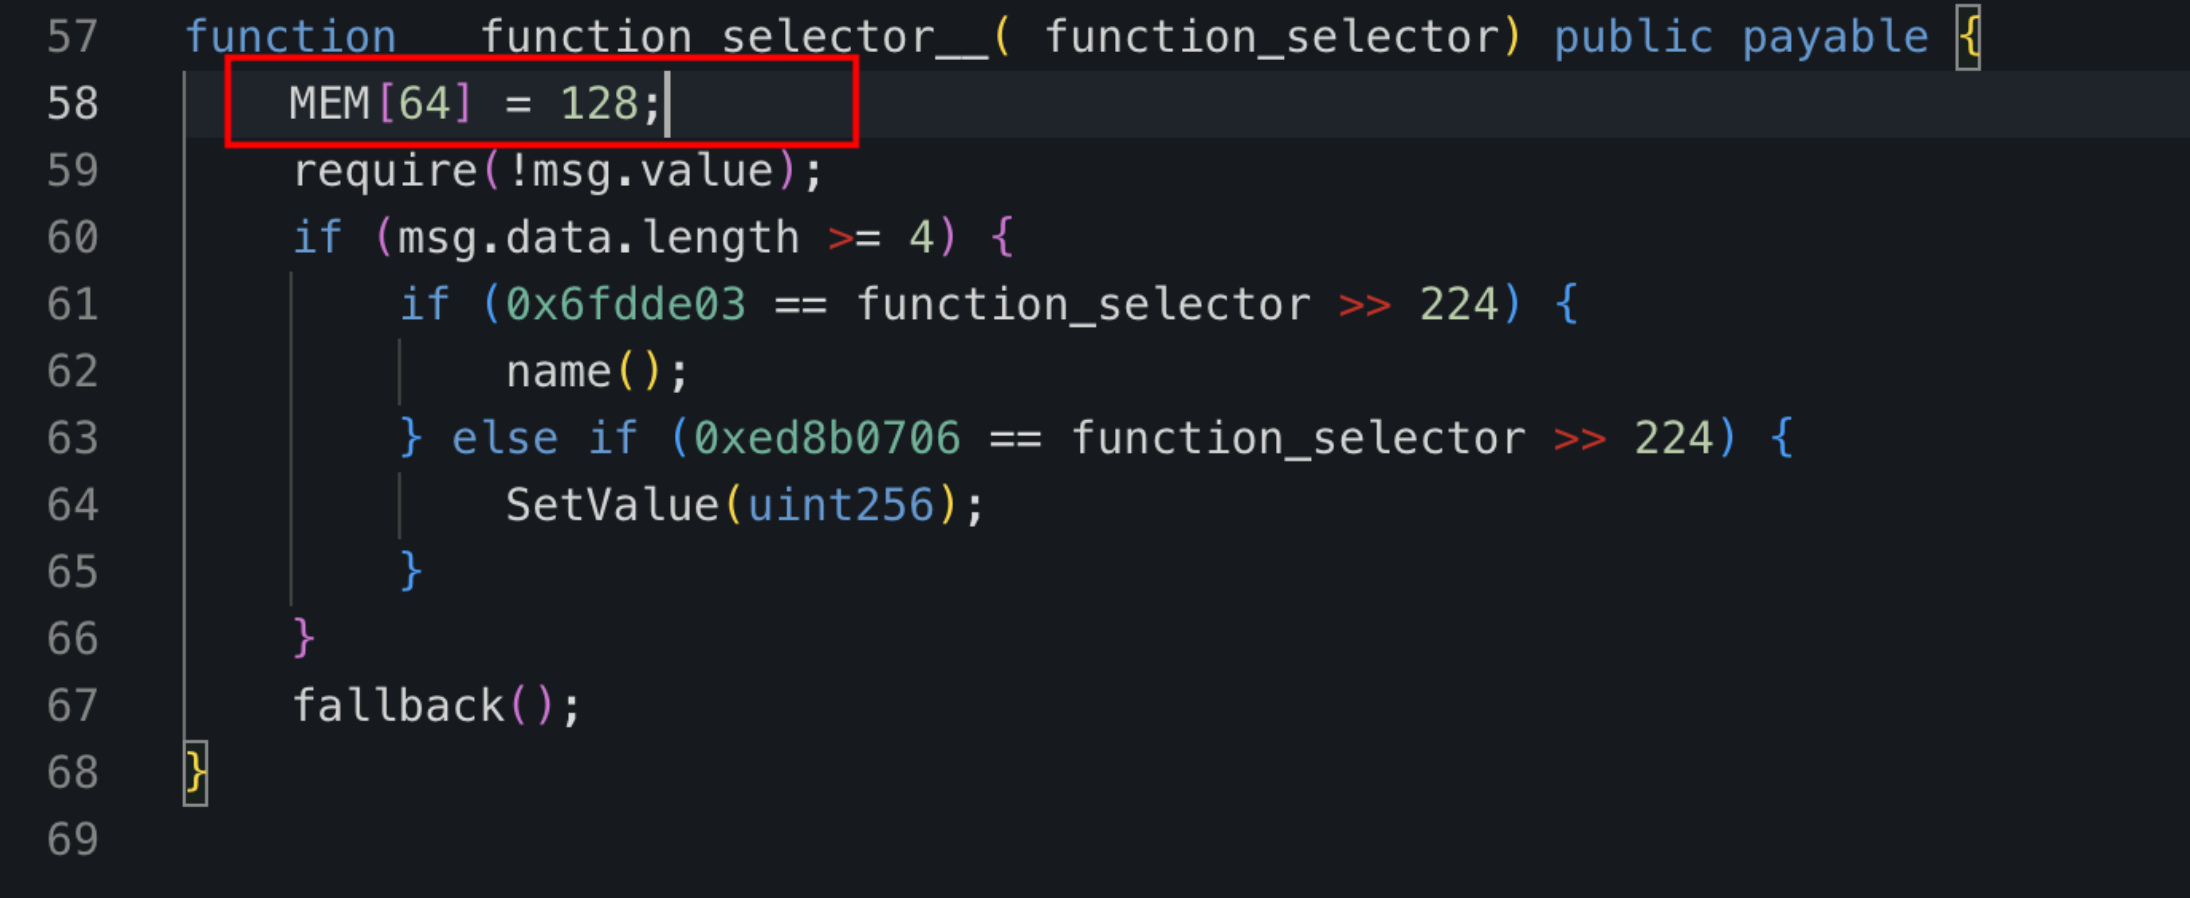 57 function function selector__( function_selector) public payable {
58 MEM[64] = 128;
59 require(!msg.value);
60 if (msg.data.length >= 4) {
61 if (0x6fdde03 == function_selector >> 224) {
62 name();
63 } else if (0xed8b0706 == function_selector >> 224) {
64 SetValue(uint256);
65 }
66 }
67 fallback();
68 }
69